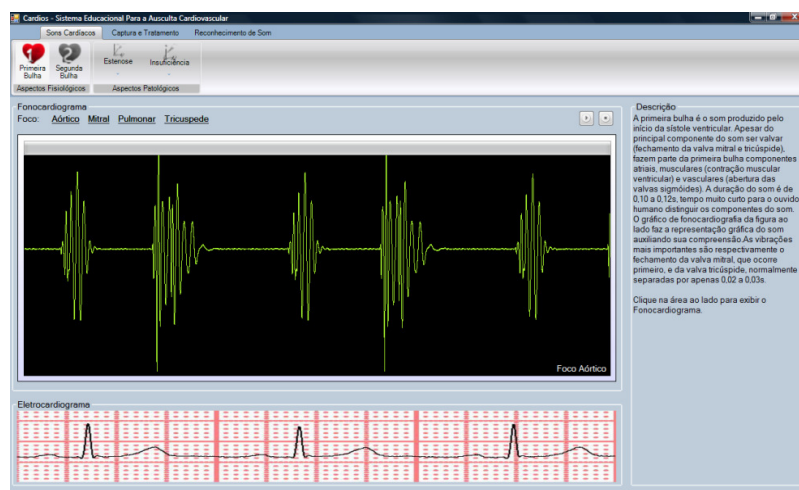 Cardios - Sistema Educacional Para a Ausculta Cardiovascular
Sons Cardíacos Captura e Tratamento Reconhecimento de Som
1 2
Primeira Bulha Segunda Bulha Estenose Insuficiência
Aspectos Fisiológicos Aspectos Patológicos
Fonocardiograma
Foco: Aórtico Mitral Pulmonar Tricuspede
Foco Aórtico
Eletrocardiograma
Descrição
A primeira bulha é o som produzido pelo
início da sístole ventricular. Apesar do
principal componente do som ser valvar
(fechamento da valva mitral e tricúspide),
fazem parte da primeira bulha componentes
atriais, musculares (contração muscular
ventricular) e vasculares (abertura das
valvas sigmóides). A duração do som é de
0,10 a 0,12s, tempo muito curto para o ouvido
humano distinguir os componentes do som.
O gráfico de fonocardiografia da figura ao
lado faz a representação gráfica do som
auxiliando sua compreensão.As vibrações
mais importantes são respectivamente o
fechamento da valva mitral, que ocorre
primeiro, e da valva tricúspide, normalmente
separadas por apenas 0,02 a 0,03s.
Clique na área ao lado para exibir o
Fonocardiograma.